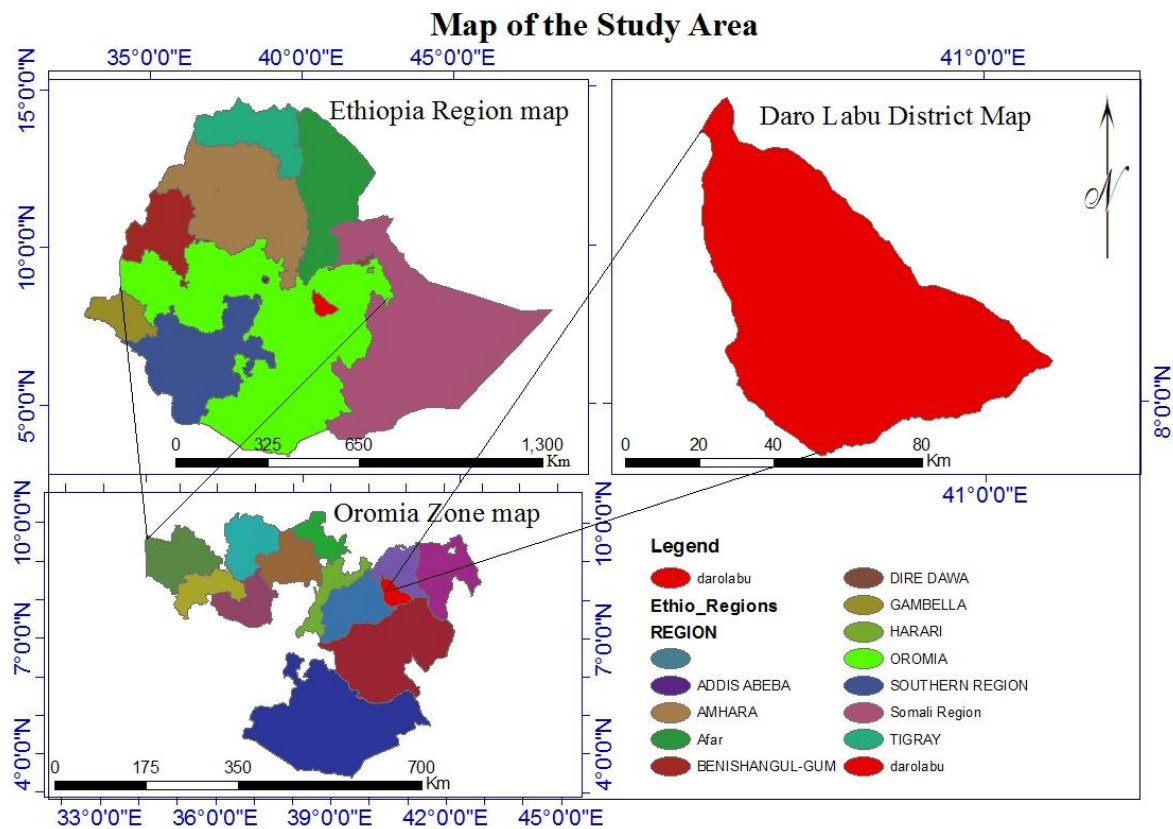 Map of the Study Area
35°0'0"E 40°0'0"E 45°0'0"E 41°0'0"E
15°0'0"N
10°0'0"N
5°0'0"N
Ethiopia Region map
0 325 650 1,300
Km
Daro Labu District Map
N
8°0'0"N
0 20 40 80
Km
41°0'0"E
Oromia Zone map
10°0'0"N
7°0'0"N
4°0'0"N
10°0'0"N
7°0'0"N
4°0'0"N
0 175 350 700
Km
33°0'0"E 36°0'0"E 39°0'0"E 42°0'0"E 45°0'0"E
Legend
darolabu
Ethio_Regions
REGION
ADDIS ABEBA
AMHARA
Afar
BENISHANGUL-GUM
DIRE DAWA
GAMBELLA
HARARI
OROMIA
SOUTHERN REGION
Somali Region
TIGRAY
darolabu